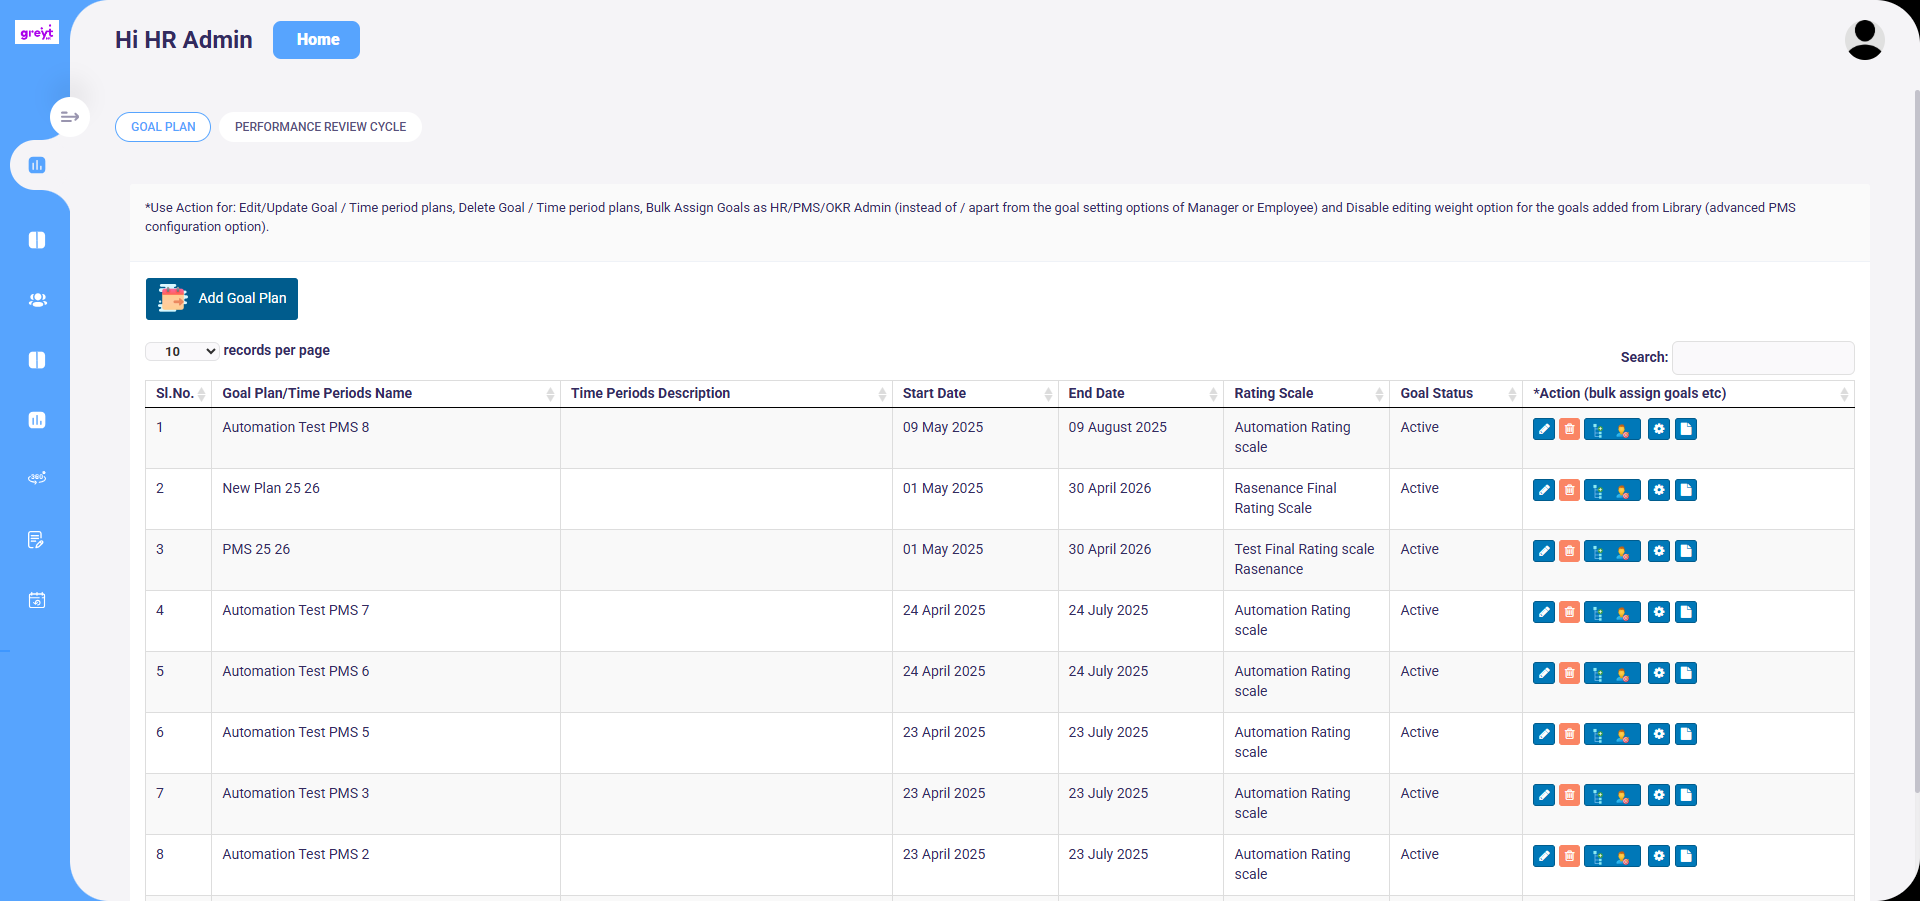 greyt
Hi HR Admin
Home
GOAL PLAN
PERFORMANCE REVIEW CYCLE
*Use Action for: Edit/Update Goal / Time period plans, Delete Goal / Time period plans, Bulk Assign Goals as HR/PMS/OKR Admin (instead of / apart from the goal setting options of Manager or Employee) and Disable editing weight option for the goals added from Library (advanced PMS
configuration option).
Add Goal Plan
10 records per page
Search:
Sl.No. Goal Plan/Time Periods Name Time Periods Description Start Date End Date Rating Scale Goal Status *Action (bulk assign goals etc)
1 Automation Test PMS 8 09 May 2025 09 August 2025 Automation Rating Active
scale
2 New Plan 25 26 01 May 2025 30 April 2026 Rasenance Final Active
Rating Scale
3 PMS 25 26 01 May 2025 30 April 2026 Test Final Rating scale Active
Rasenance
4 Automation Test PMS 7 24 April 2025 24 July 2025 Automation Rating Active
scale
5 Automation Test PMS 6 24 April 2025 24 July 2025 Automation Rating Active
scale
6 Automation Test PMS 5 23 April 2025 23 July 2025 Automation Rating Active
scale
7 Automation Test PMS 3 23 April 2025 23 July 2025 Automation Rating Active
scale
8 Automation Test PMS 2 23 April 2025 23 July 2025 Automation Rating Active
scale
360